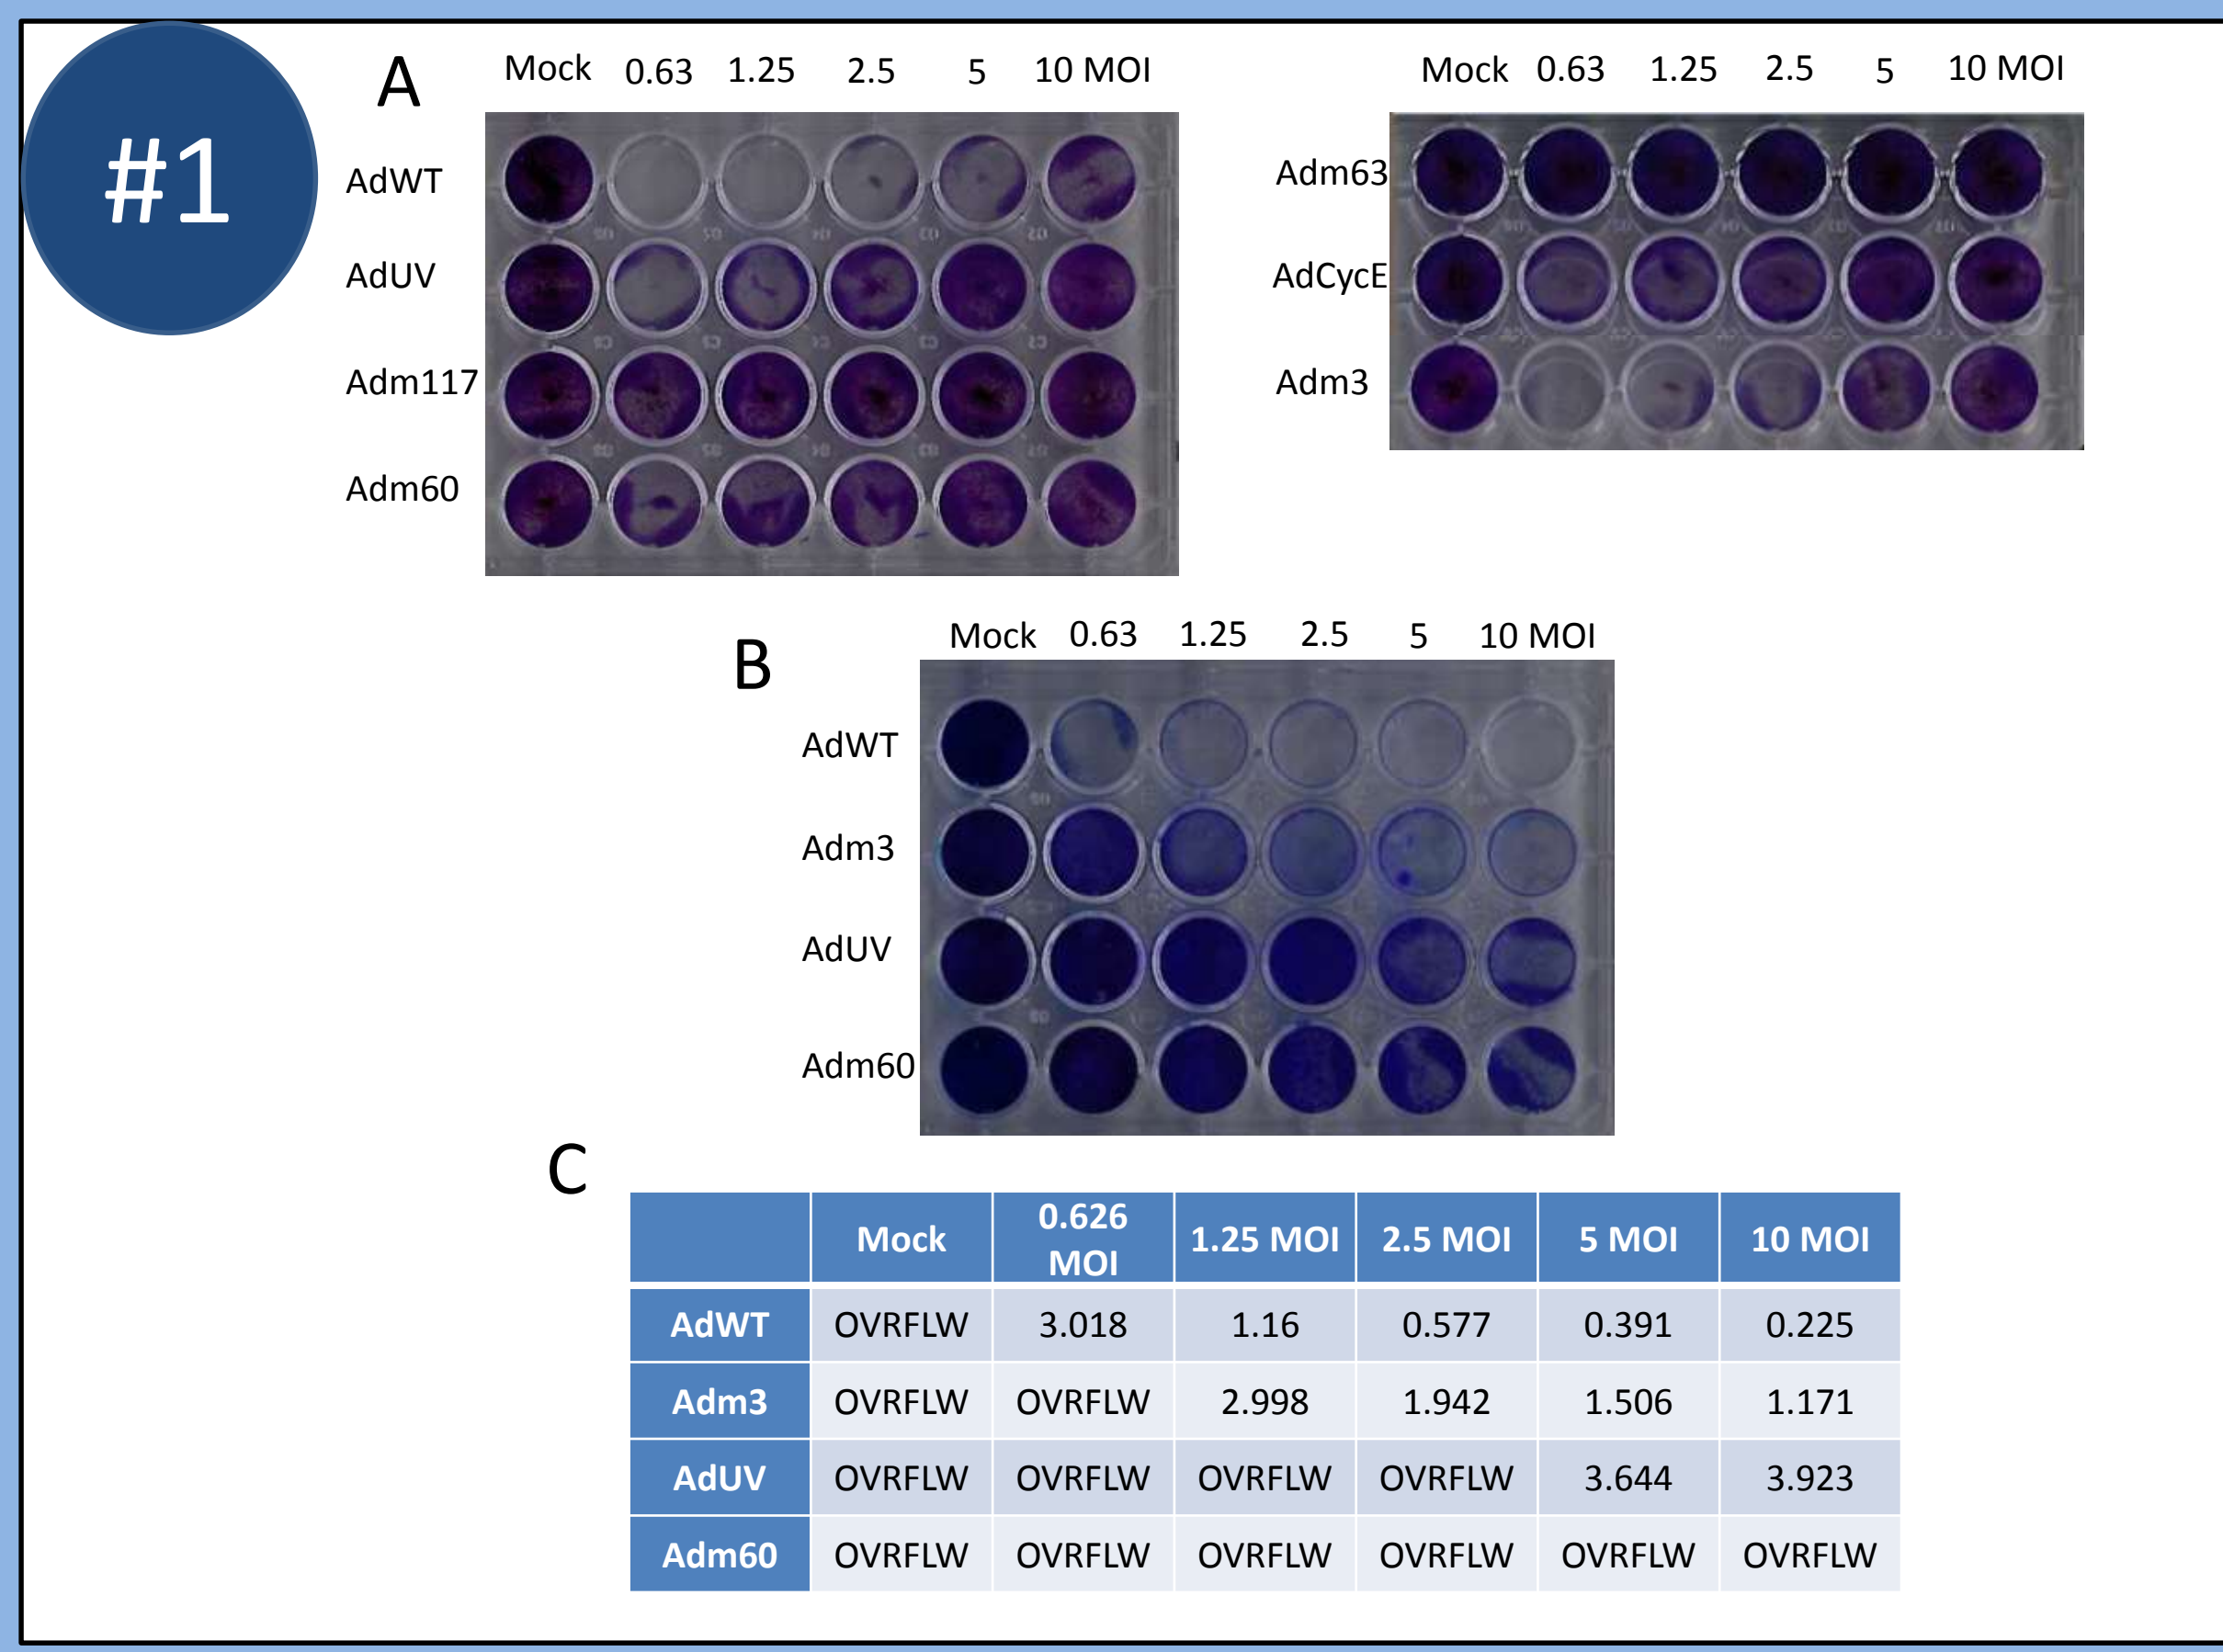 #1
A
Mock 0.63 1.25 2.5 5 10 MOI
AdWT
AdUV
Adm117
Adm60
Mock 0.63 1.25 2.5 5 10 MOI
Adm63
AdCycE
Adm3
B
Mock 0.63 1.25 2.5 5 10 MOI
AdWT
Adm3
AdUV
Adm60
C
Mock 0.626 MOI 1.25 MOI 2.5 MOI 5 MOI 10 MOI
AdWT OVRFLW 3.018 1.16 0.577 0.391 0.225
Adm3 OVRFLW OVRFLW 2.998 1.942 1.506 1.171
AdUV OVRFLW OVRFLW OVRFLW OVRFLW 3.644 3.923
Adm60 OVRFLW OVRFLW OVRFLW OVRFLW OVRFLW OVRFLW